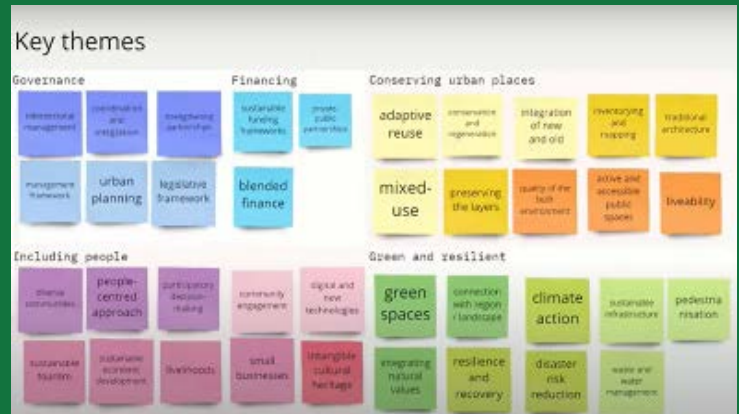 Key themes
Governance
Financing
Conserving urban places
management
coordination
and
integration
strengthening
partnerships
sustainable
funding
frameworks
private-
public
partnerships
adaptive
reuse
conservation
and
regeneration
integration
of new
and old
inventorying
and
mapping
traditional
architecture
management
framework
urban
planning
legislative
framework
blended
finance
mixed-
use
preserving
the layers
quality of the
built
environment
active and
accessible
public
spaces
liveability
Including people
Green and resilient
diverse
communities
people-
centred
approach
participatory
decision-
making
community
engagement
digital and
new
technologies
green
spaces
connection
with region
/ landscape
climate
action
sustainable
infrastructure
pedestria
nisation
sustainable
tourism
sustainable
economic
development
livelihoods
small
businesses
intangible
cultural
heritage
integrating
natural
values
resilience
and
recovery
disaster
risk
reduction
waste and
water
management